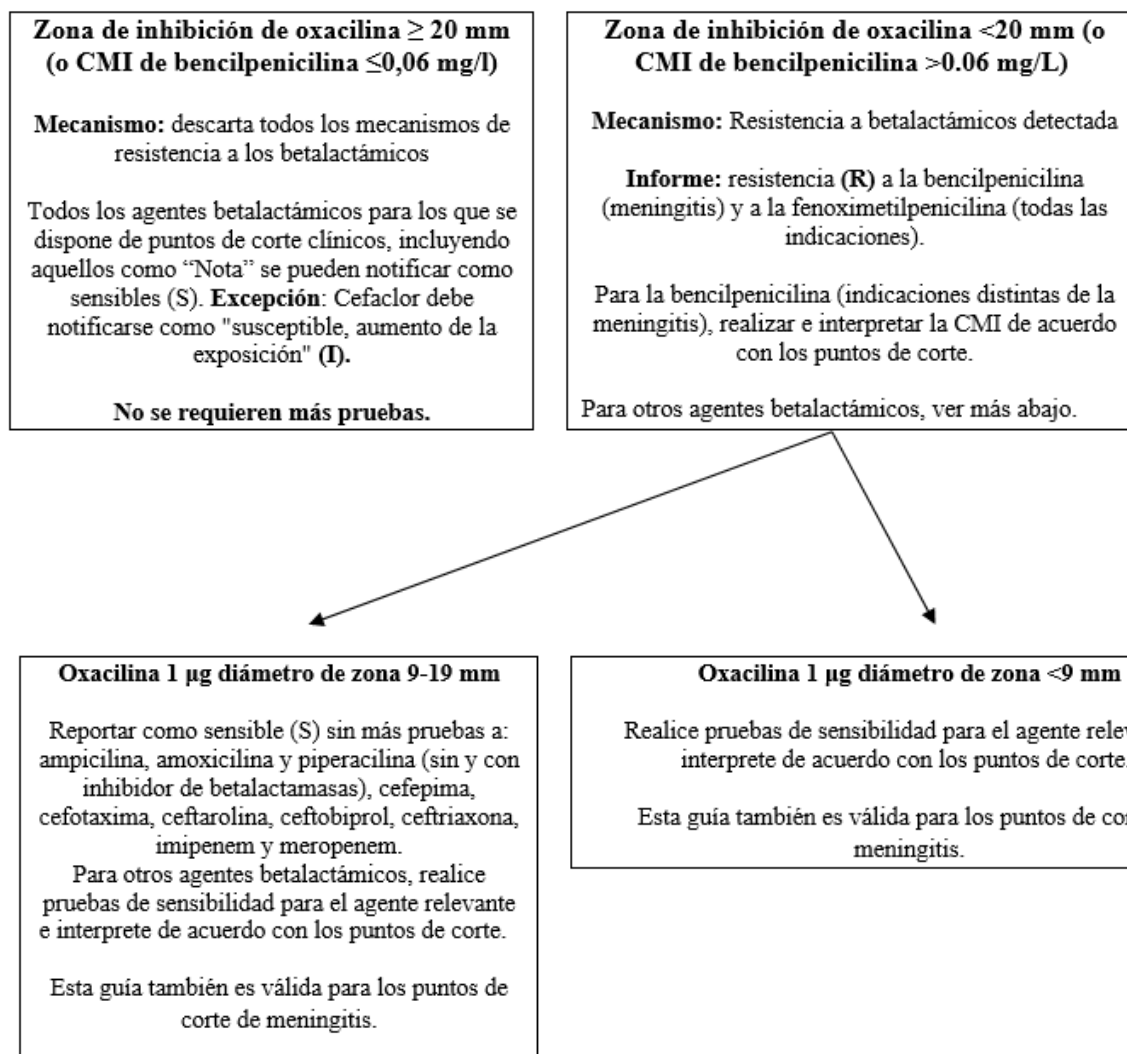 Zona de inhibición de oxacilina ≥ 20 mm
(o CMI de bencilpenicilina ≤0,06 mg/l)
Mecanismo: descarta todos los mecanismos de
resistencia a los betalactámicos
Todos los agentes betalactámicos para los que se
dispone de puntos de corte clínicos, incluyendo
aquellos como “Nota” se pueden notificar como
sensibles (S). Excepción: Cefaclor debe
notificarse como "susceptible, aumento de la
exposición" (I).
No se requieren más pruebas.
Zona de inhibición de oxacilina <20 mm (o
CMI de bencilpenicilina >0.06 mg/L)
Mecanismo: Resistencia a betalactámicos detectada
Informe: resistencia (R) a la bencilpenicilina
(meningitis) y a la fenoximetilpenicilina (todas las
indicaciones).
Para la bencilpenicilina (indicaciones distintas de la
meningitis), realizar e interpretar la CMI de acuerdo
con los puntos de corte.
Para otros agentes betalactámicos, ver más abajo.
Oxacilina 1 µg diámetro de zona 9-19 mm
Reportar como sensible (S) sin más pruebas a:
ampicilina, amoxicilina y piperacilina (sin y con
inhibidor de betalactamasas), cefepima,
cefotaxima, ceftarolina, ceftobiprol, ceftriaxona,
imipenem y meropenem.
Para otros agentes betalactámicos, realice
pruebas de sensibilidad para el agente relevante
e interprete de acuerdo con los puntos de corte.
Esta guía también es válida para los puntos de
corte de meningitis.
Oxacilina 1 µg diámetro de zona <9 mm
Realice pruebas de sensibilidad para el agente
interprete de acuerdo con los puntos de corte
Esta guía también es válida para los puntos de
meningitis.